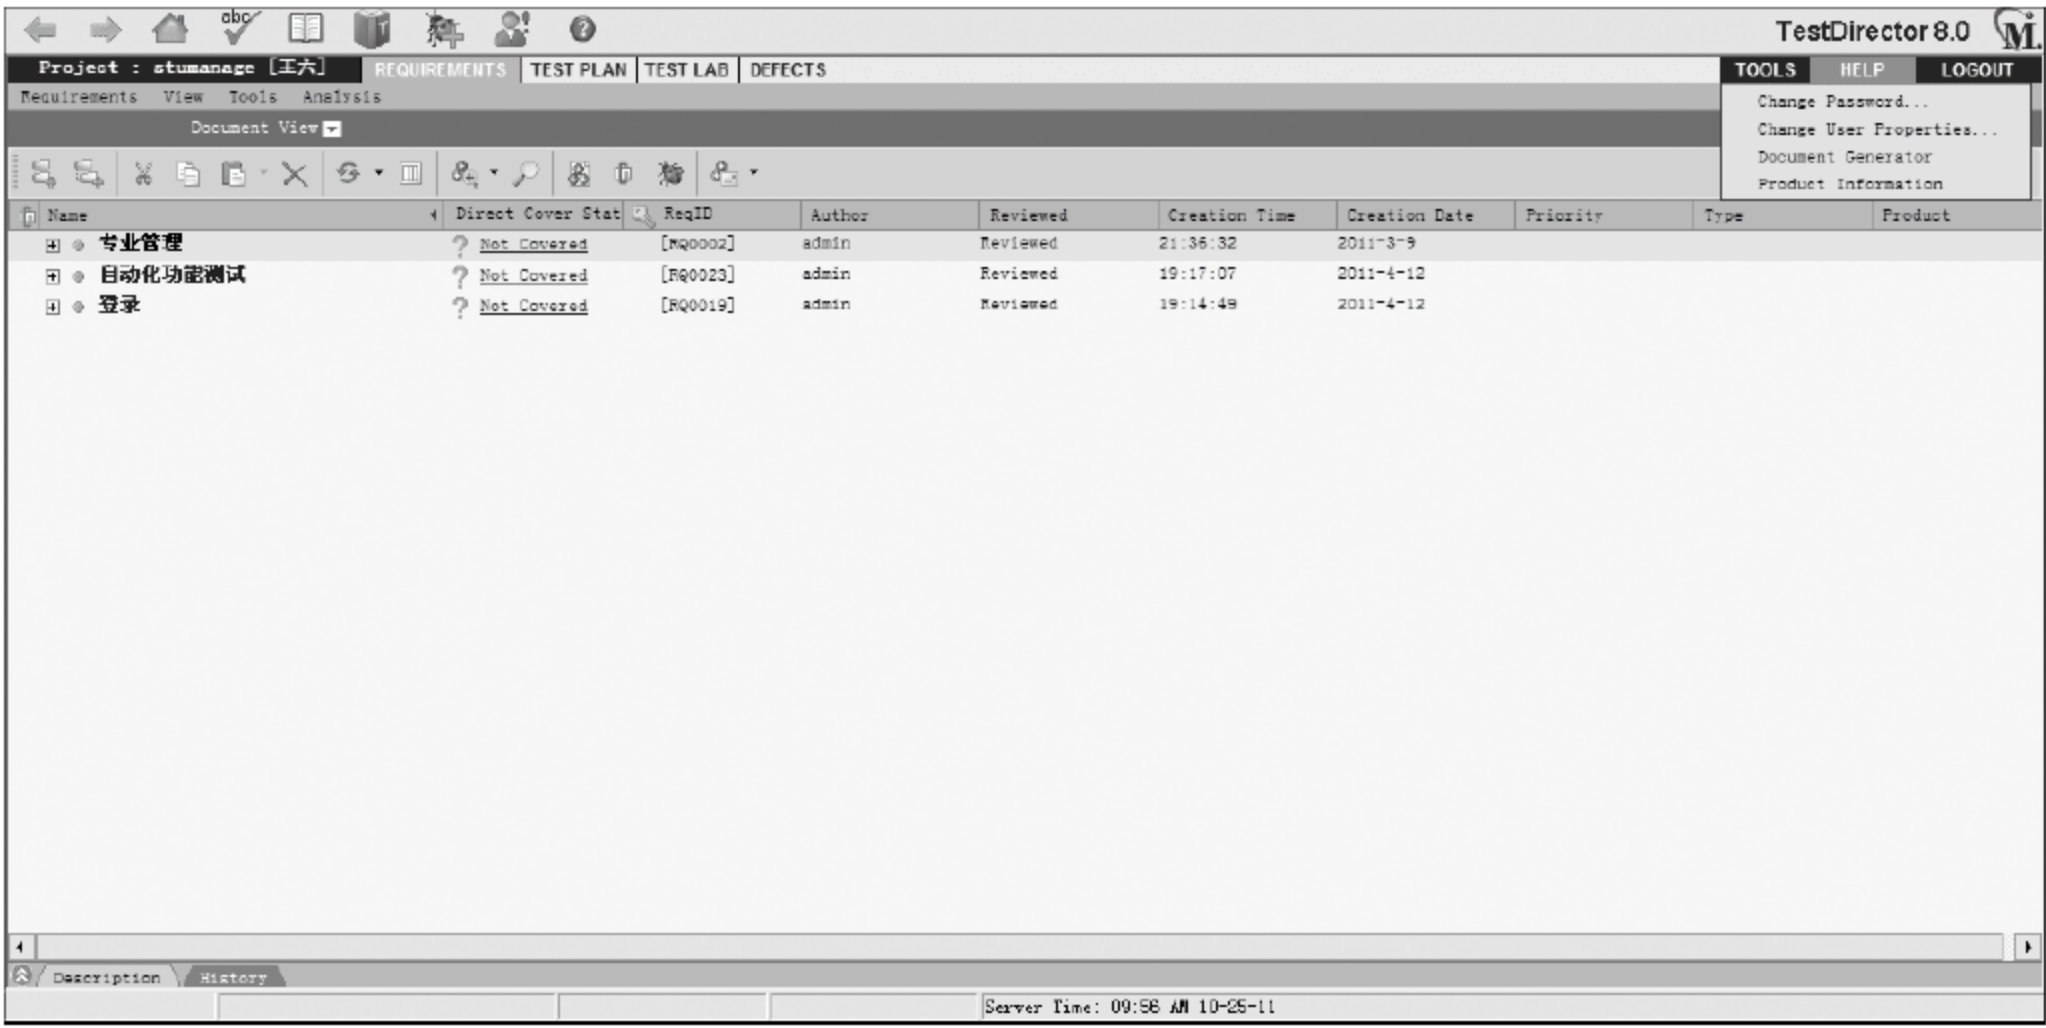 abc
TestDirector 8.0
Project : stumanage [王六] REQUIREMENTS TEST PLAN TEST LAB DEFECTS TOOLS HELP LOGOUT
Requirements View Tools Analysis
Change Password...
Document View
Change User Properties...
Document Generator
Product Information
Name Direct Cover Stat ReqID Author Reviewed Creation Time Creation Date Priority Type Product
专业管理 Not Covered [RQ0002] admin Reviewed 21:36:32 2011-3-9
自动化功能测试 Not Covered [RQ0023] admin Reviewed 19:17:07 2011-4-12
登录 Not Covered [RQ0019] admin Reviewed 19:14:49 2011-4-12
Description History
Server Time: 09:56 AM 10-25-11